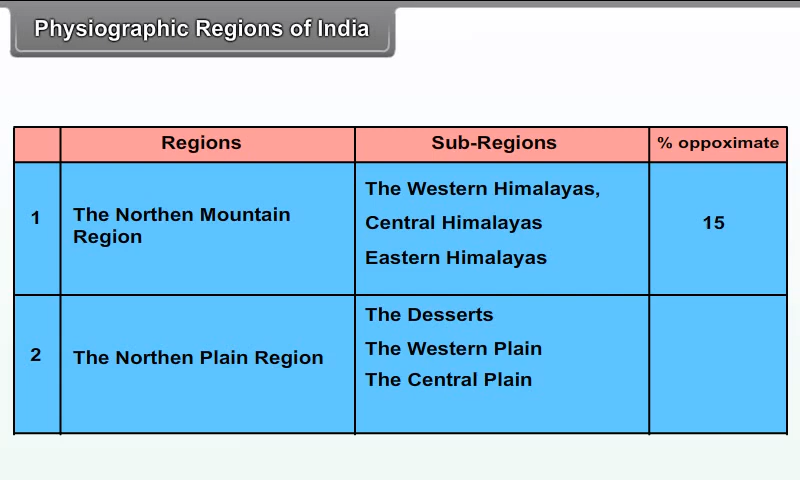 Physiographic Regions of India
Regions
Sub-Regions
% oppoximate
1
The Northen Mountain
Region
The Western Himalayas,
Central Himalayas
Eastern Himalayas
15
2
The Northen Plain Region
The Desserts
The Western Plain
The Central Plain